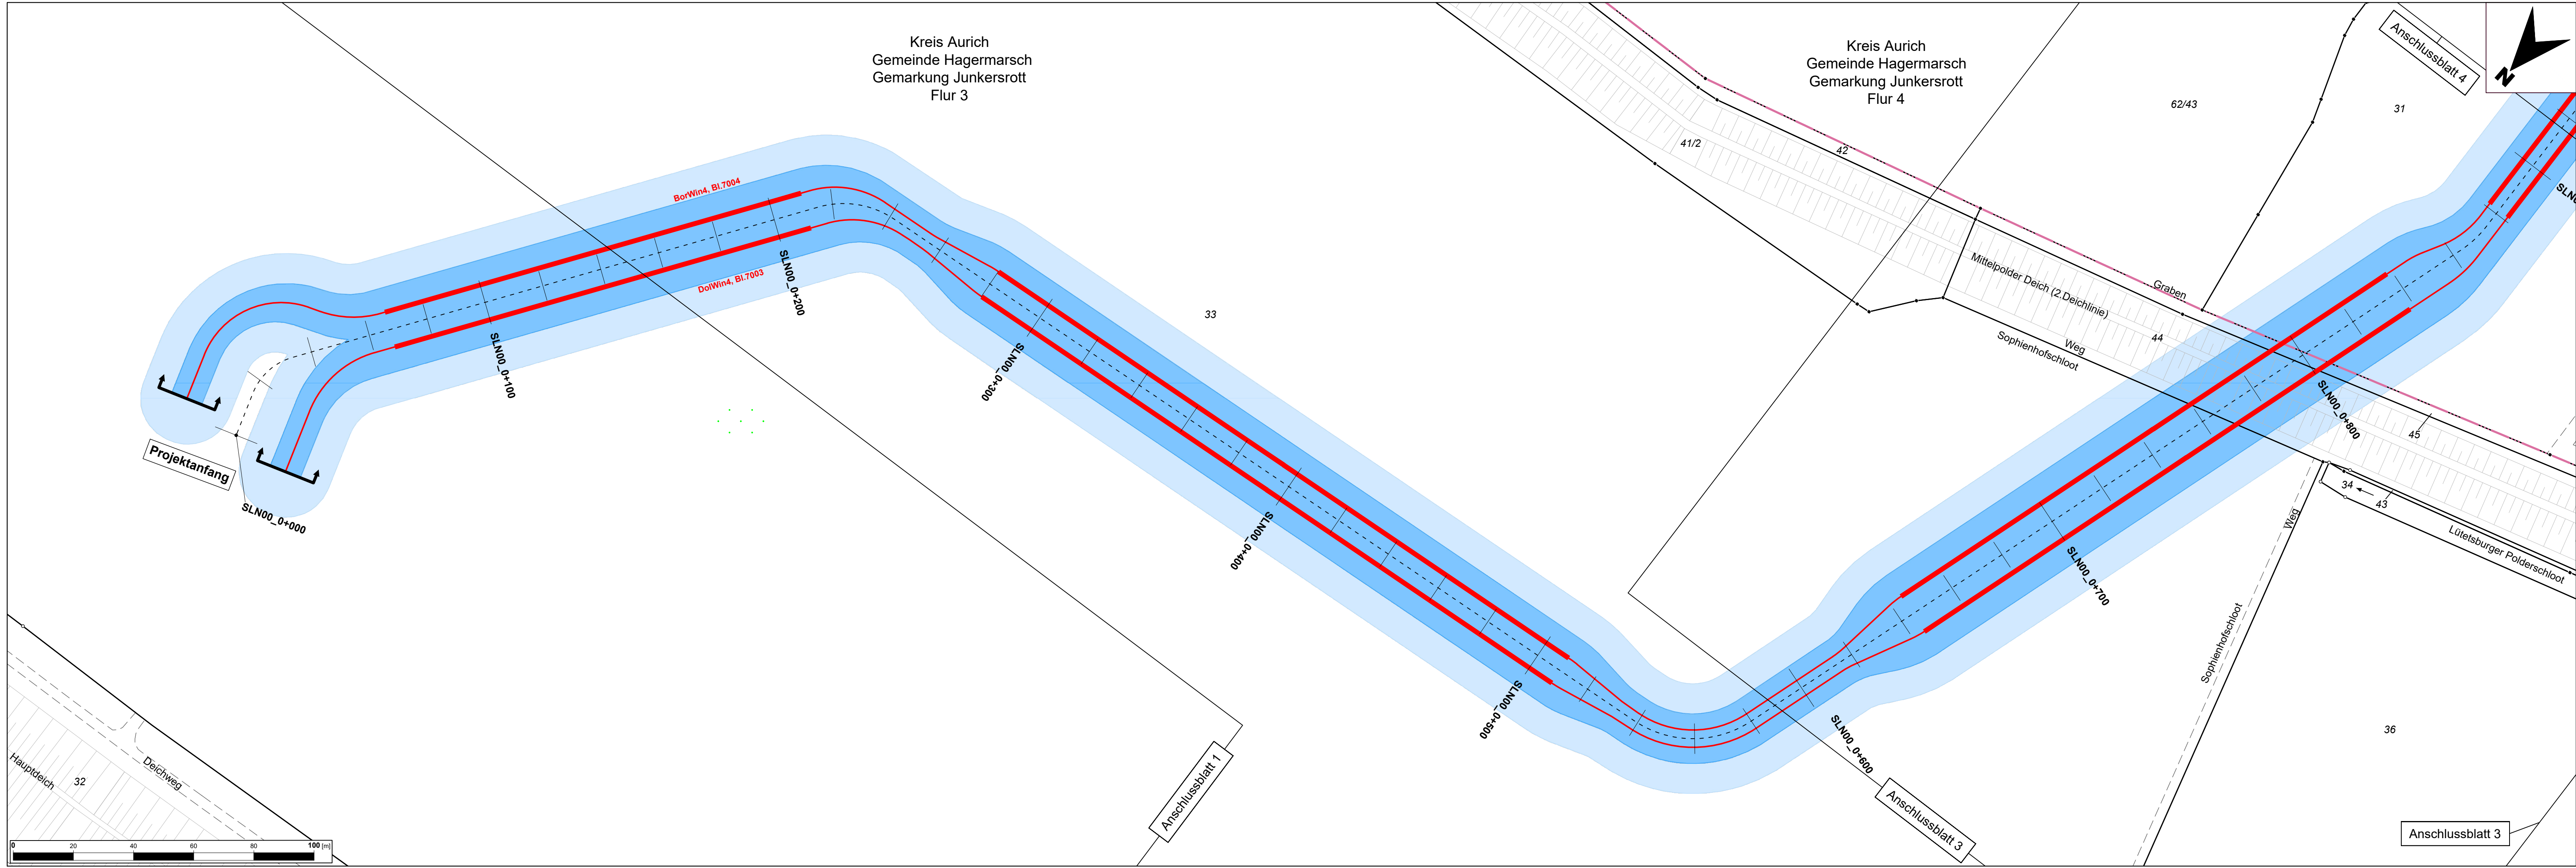 Kreis Aurich
Gemeinde Hagermarsch
Gemarkung Junkersrott
Flur 3
Kreis Aurich
Gemeinde Hagermarsch
Gemarkung Junkersrott
Flur 4
Anschlussblatt 4
N
62/43
31
42
41/2
BorWin4, Bl.7004
DolWin4, Bl.7003
SLN00_0+200
SLN00_0+100
33
SLN00_0+300
Mittelpolder Deich (2.Deichlinie)
Graben
Weg
Sophienhofschloot
44
SLN00_0+800
45
Projektanfang
SLN00_0+000
SLN00_0+400
34
43
Weg
Lütetsburger Polderschloot
SLN00_0+700
Sophienhofschloot
SLN00_0+500
SLN00_0+600
36
Hauptdeich
32
Deichweg
Anschlussblatt 1
Anschlussblatt 3
Anschlussblatt 3
0 20 40 60 80 100 [m]